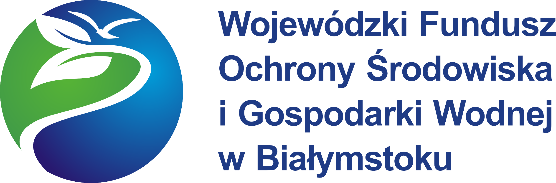 Wojewódzki Fundusz
Ochrony Środowiska
i Gospodarki Wodnej
w Białymstoku